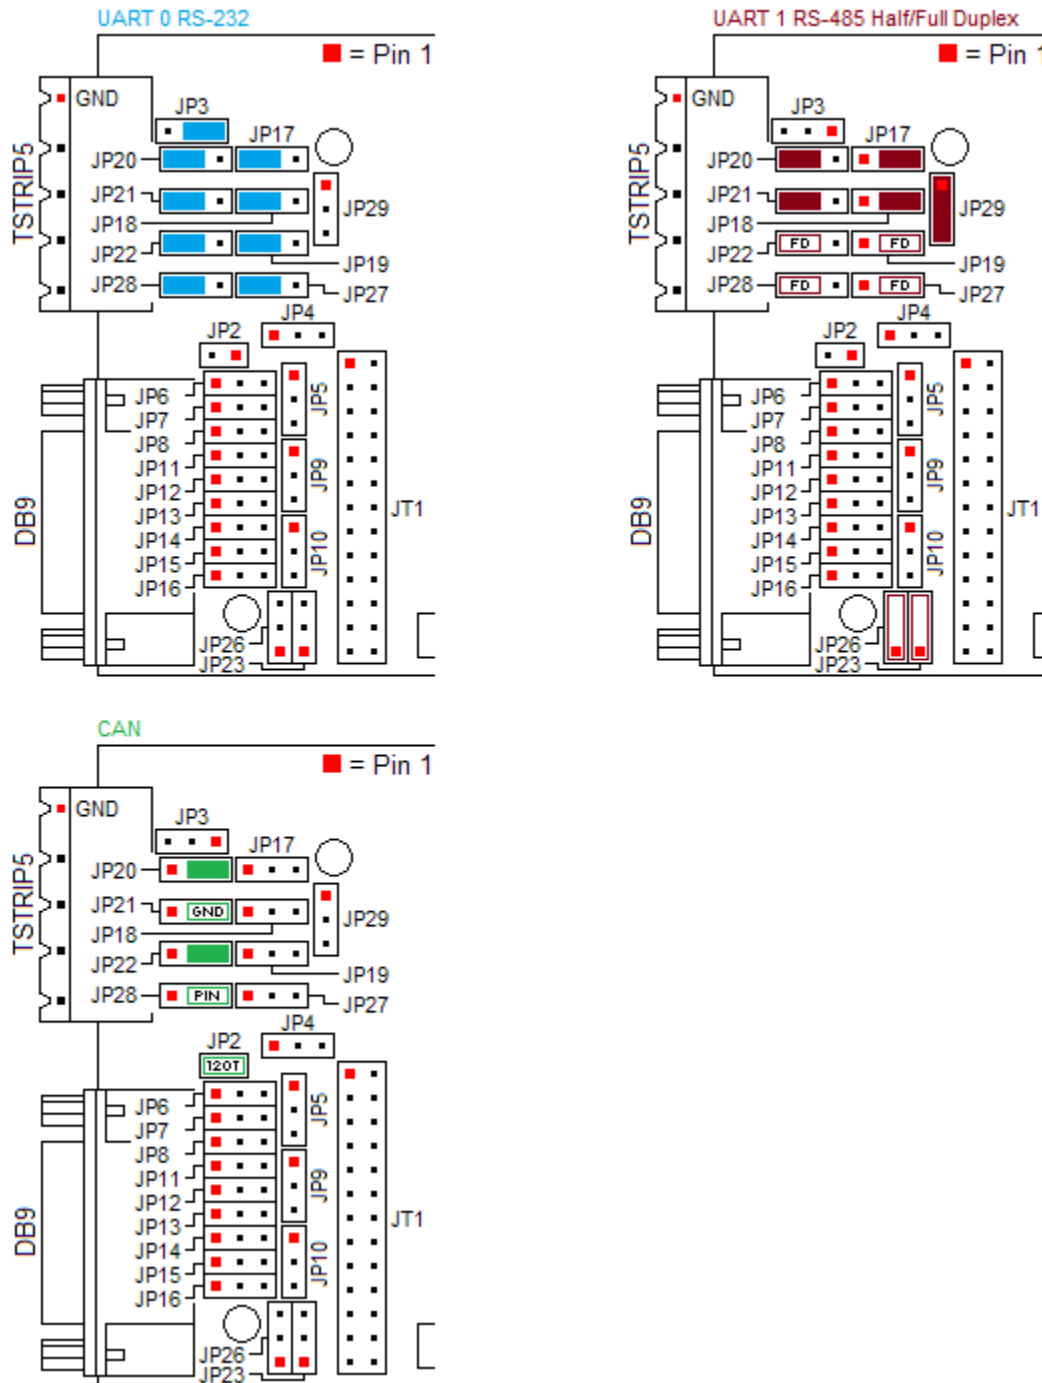 UART 0 RS-232
= Pin 1
GND
JP3
JP17
JP20
JP21
JP18
JP22
JP28
JP29
JP19
JP27
TSTRIP5
JP4
JP2
JP6
JP7
JP8
JP11
JP12
JP13
JP14
JP15
JP16
JP5
JP9
JP10
JT1
DB9
JP26
JP23
UART 1 RS-485 Half/Full Duplex
= Pin 1
GND
JP3
JP17
JP20
JP21
JP18
JP22
FD
FD
JP28
FD
FD
JP29
JP19
JP27
TSTRIP5
JP4
JP2
JP6
JP7
JP8
JP11
JP12
JP13
JP14
JP15
JP16
JP5
JP9
JP10
JT1
DB9
JP26
JP23
CAN
= Pin 1
GND
JP3
JP17
JP20
JP21
GND
JP18
JP22
JP28
PIN
JP29
JP19
JP27
TSTRIP5
JP4
JP2
120T
JP6
JP7
JP8
JP11
JP12
JP13
JP14
JP15
JP16
JP5
JP9
JP10
JT1
DB9
JP26
JP23